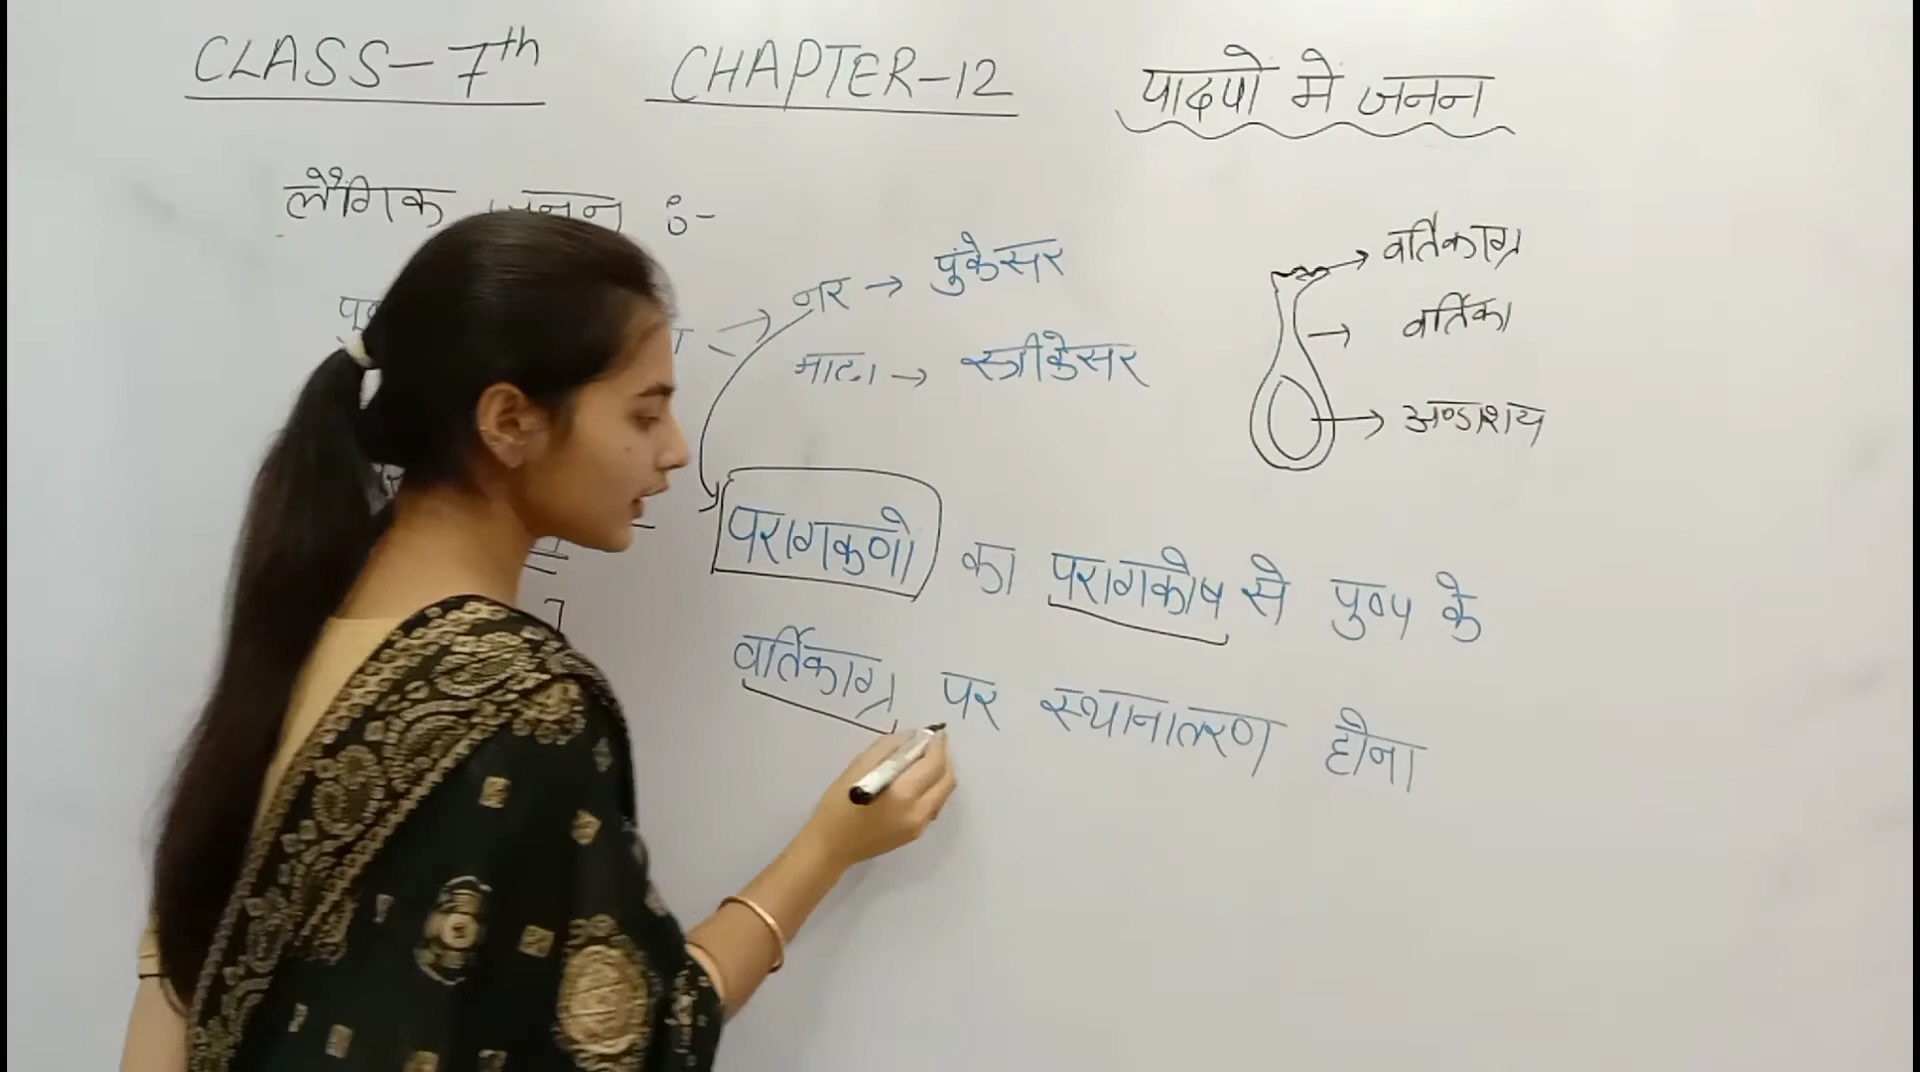 CLASS-7th CHAPTER-12 पादपो में जनन
लैंगिक जनन :-
नर → पुंकेसर
मादा → स्त्रीकेसर
वर्तिकाग्र
वर्तिका
अण्डाशय
परागकणो का परागकोष से पुष्प के
वर्तिकाग्र पर स्थानातरण होना